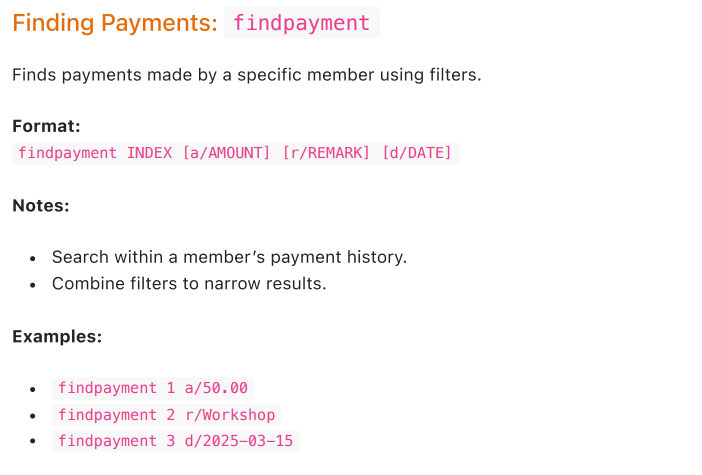 Finding Payments: findpayment
Finds payments made by a specific member using filters.
Format:
findpayment INDEX [a/AMOUNT] [r/REMARK] [d/DATE]
Notes:
• Search within a member’s payment history.
• Combine filters to narrow results.
Examples:
• findpayment 1 a/50.00
• findpayment 2 r/Workshop
• findpayment 3 d/2025-03-15